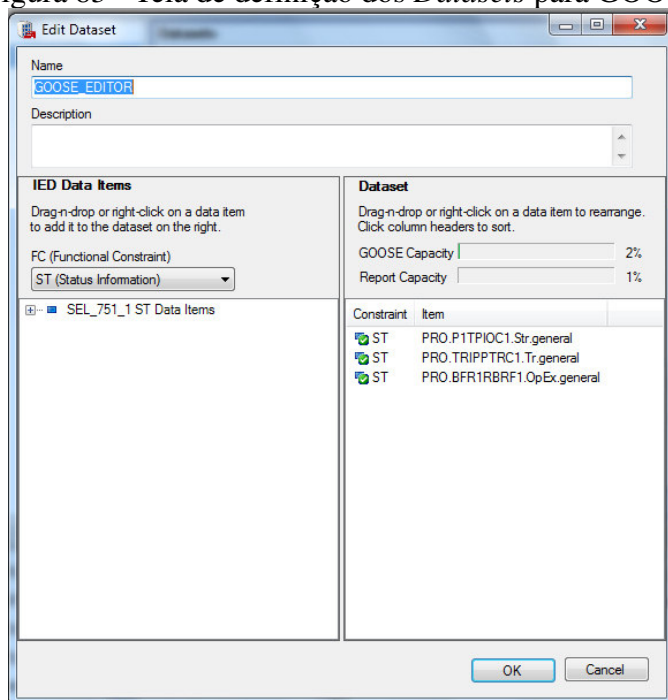 Figura 83 - Tela de definição dos Datasets para GOO
Edit Dataset
Name
GOOSE_EDITOR
Description
IED Data Items
Drag-n-drop or right-click on a data item
to add it to the dataset on the right.
FC (Functional Constraint)
ST (Status Information)
SEL_751_1 ST Data Items
Dataset
Drag-n-drop or right-click on a data item to rearrange.
Click column headers to sort.
GOOSE Capacity 2%
Report Capacity 1%
Constraint Item
ST PRO.P1TPIOC1.Str.general
ST PRO.TRIPPTRC1.Tr.general
ST PRO.BFR1RBRF1.OpEx.general
OK Cancel